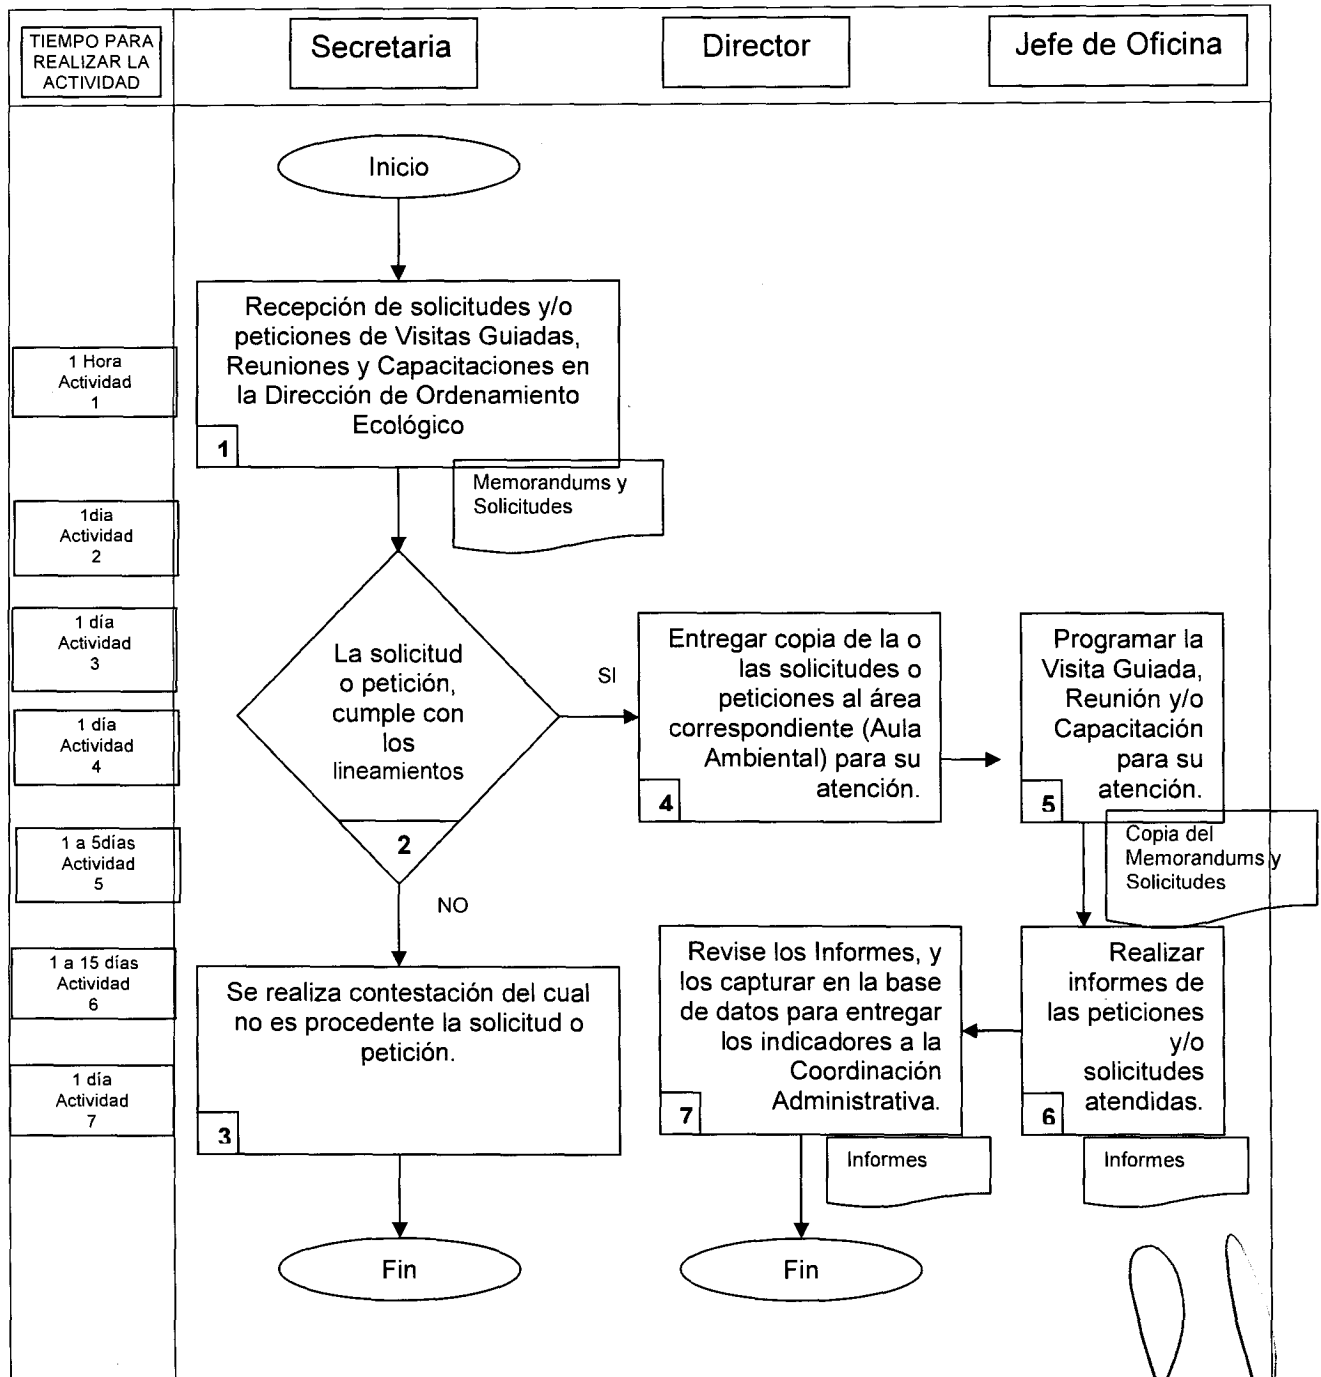 TIEMPO PARA
REALIZAR LA
ACTIVIDAD
Secretaria
Director
Jefe de Oficina
Inicio
Recepción de solicitudes y/o
peticiones de Visitas Guiadas,
Reuniones y Capacitaciones en
la Dirección de Ordenamiento
Ecológico
1
1 Hora
Actividad
1
Memorandums y
Solicitudes
1dia
Actividad
2
La solicitud
o petición,
cumple con
los
lineamientos
2
SI
NO
1 día
Actividad
3
Entregar copia de la o
las solicitudes o
peticiones al área
correspondiente (Aula
Ambiental) para su
atención.
4
Programar la
Visita Guiada,
Reunión y/o
Capacitación
para su
atención.
5
1 día
Actividad
4
Copia del
Memorandums y
Solicitudes
1 a 5días
Actividad
5
Se realiza contestación del cual
no es procedente la solicitud o
petición.
3
Revise los Informes, y
los capturar en la base
de datos para entregar
los indicadores a la
Coordinación
Administrativa.
7
Realizar
informes de
las peticiones
y/o
solicitudes
atendidas.
6
1 a 15 días
Actividad
6
1 día
Actividad
7
Informes
Informes
Fin
Fin